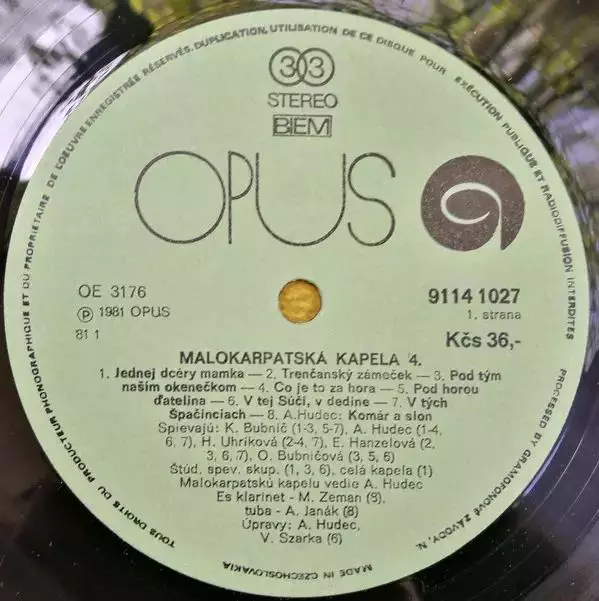 TOUS DROITS DU PRODUCTEUR PHONOGRAPHIQUE ET DU PROPRIETAIRE DE L'OEUVRE ENREGISTRÉE RÉSERVÉS. DUPLICATION, UTILISATION DE CE DISQUE POUR EXÉCUTION PUBLIQUE ET RADIODIFFUSION INTERDITES
33
STEREO
BIEM
OPUS
OE 3176
Ⓟ 1981 OPUS
81 1
9114 1027
1. strana
Kčs 36,-
MALOKARPATSKÁ KAPELA 4.
1. Jednej dcéry mamka — 2. Trenčanský zámoček — 3. Pod tým
naším okenečkom — 4. Co je to za hora — 5. Pod horou
ďatelina — 6. V tej Súči, v dedine — 7. V tých
Špačinciach — 8. A. Hudec: Komár a slon
Spievajú: K. Bubnič (1-3, 5-7), A. Hudec (1-4,
6, 7), H. Uhríková (2-4, 7), E. Hanzelová (2,
3, 6, 7), O. Bubničová (3, 5, 6)
Štúd. spev. skup. (1, 3, 6), celá kapela (1)
Malokarpatskú kapelu vedie A. Hudec
Es klarinet - M. Zeman (8),
tuba - A. Janák (8)
Úpravy: A. Hudec,
V. Szarka (6)
MADE IN CZECHOSLOVAKIA
PROCESSED BY GRAMOFONOVÉ ZÁVODY, N.